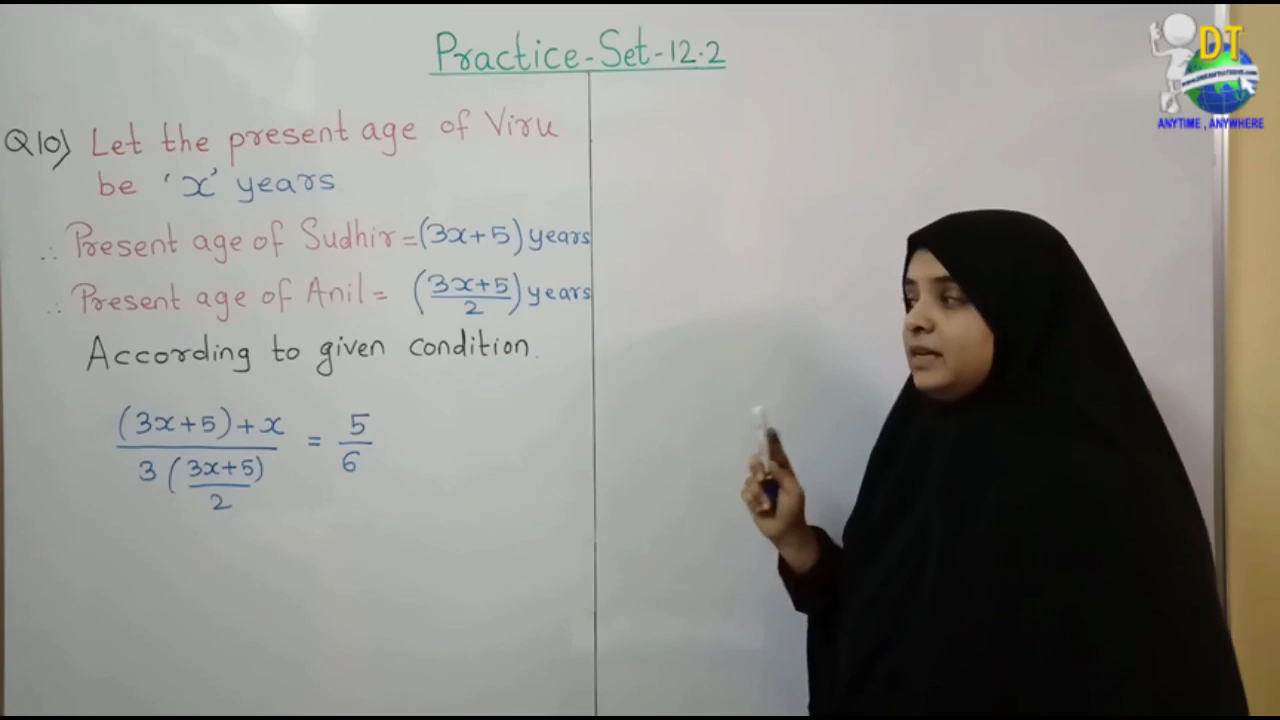 Practice-Set-12.2
Q10) Let the present age of Viru
be 'x' years
∴ Present age of Sudhir = (3x+5) years
∴ Present age of Anil = ((3x+5)/2) years
According to given condition.
((3x+5)+x)/(3((3x+5)/2)) = 5/6
DT
ANYTIME, ANYWHERE